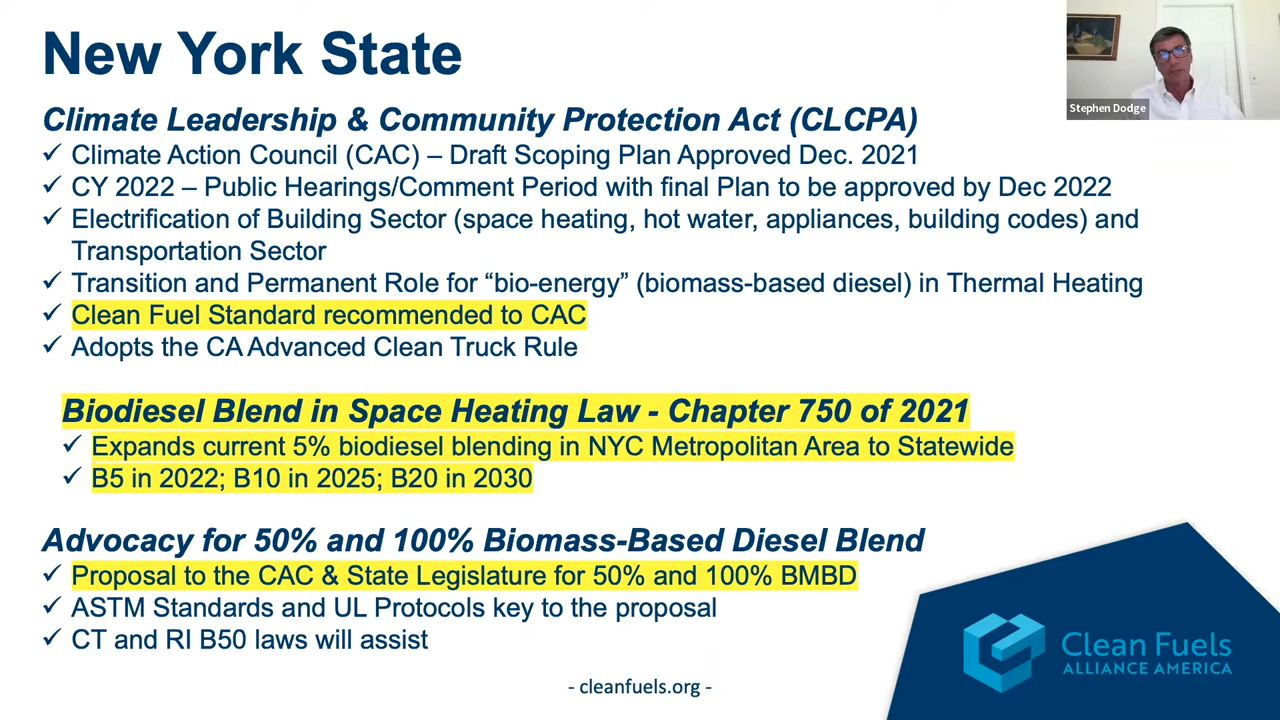 New York State
Stephen Dodge
Climate Leadership & Community Protection Act (CLCPA)
✓ Climate Action Council (CAC) – Draft Scoping Plan Approved Dec. 2021
✓ CY 2022 – Public Hearings/Comment Period with final Plan to be approved by Dec 2022
✓ Electrification of Building Sector (space heating, hot water, appliances, building codes) and
Transportation Sector
✓ Transition and Permanent Role for “bio-energy” (biomass-based diesel) in Thermal Heating
✓ Clean Fuel Standard recommended to CAC
✓ Adopts the CA Advanced Clean Truck Rule
Biodiesel Blend in Space Heating Law - Chapter 750 of 2021
✓ Expands current 5% biodiesel blending in NYC Metropolitan Area to Statewide
✓ B5 in 2022; B10 in 2025; B20 in 2030
Advocacy for 50% and 100% Biomass-Based Diesel Blend
✓ Proposal to the CAC & State Legislature for 50% and 100% BMBD
✓ ASTM Standards and UL Protocols key to the proposal
✓ CT and RI B50 laws will assist
Clean Fuels
ALLIANCE AMERICA
- cleanfuels.org -